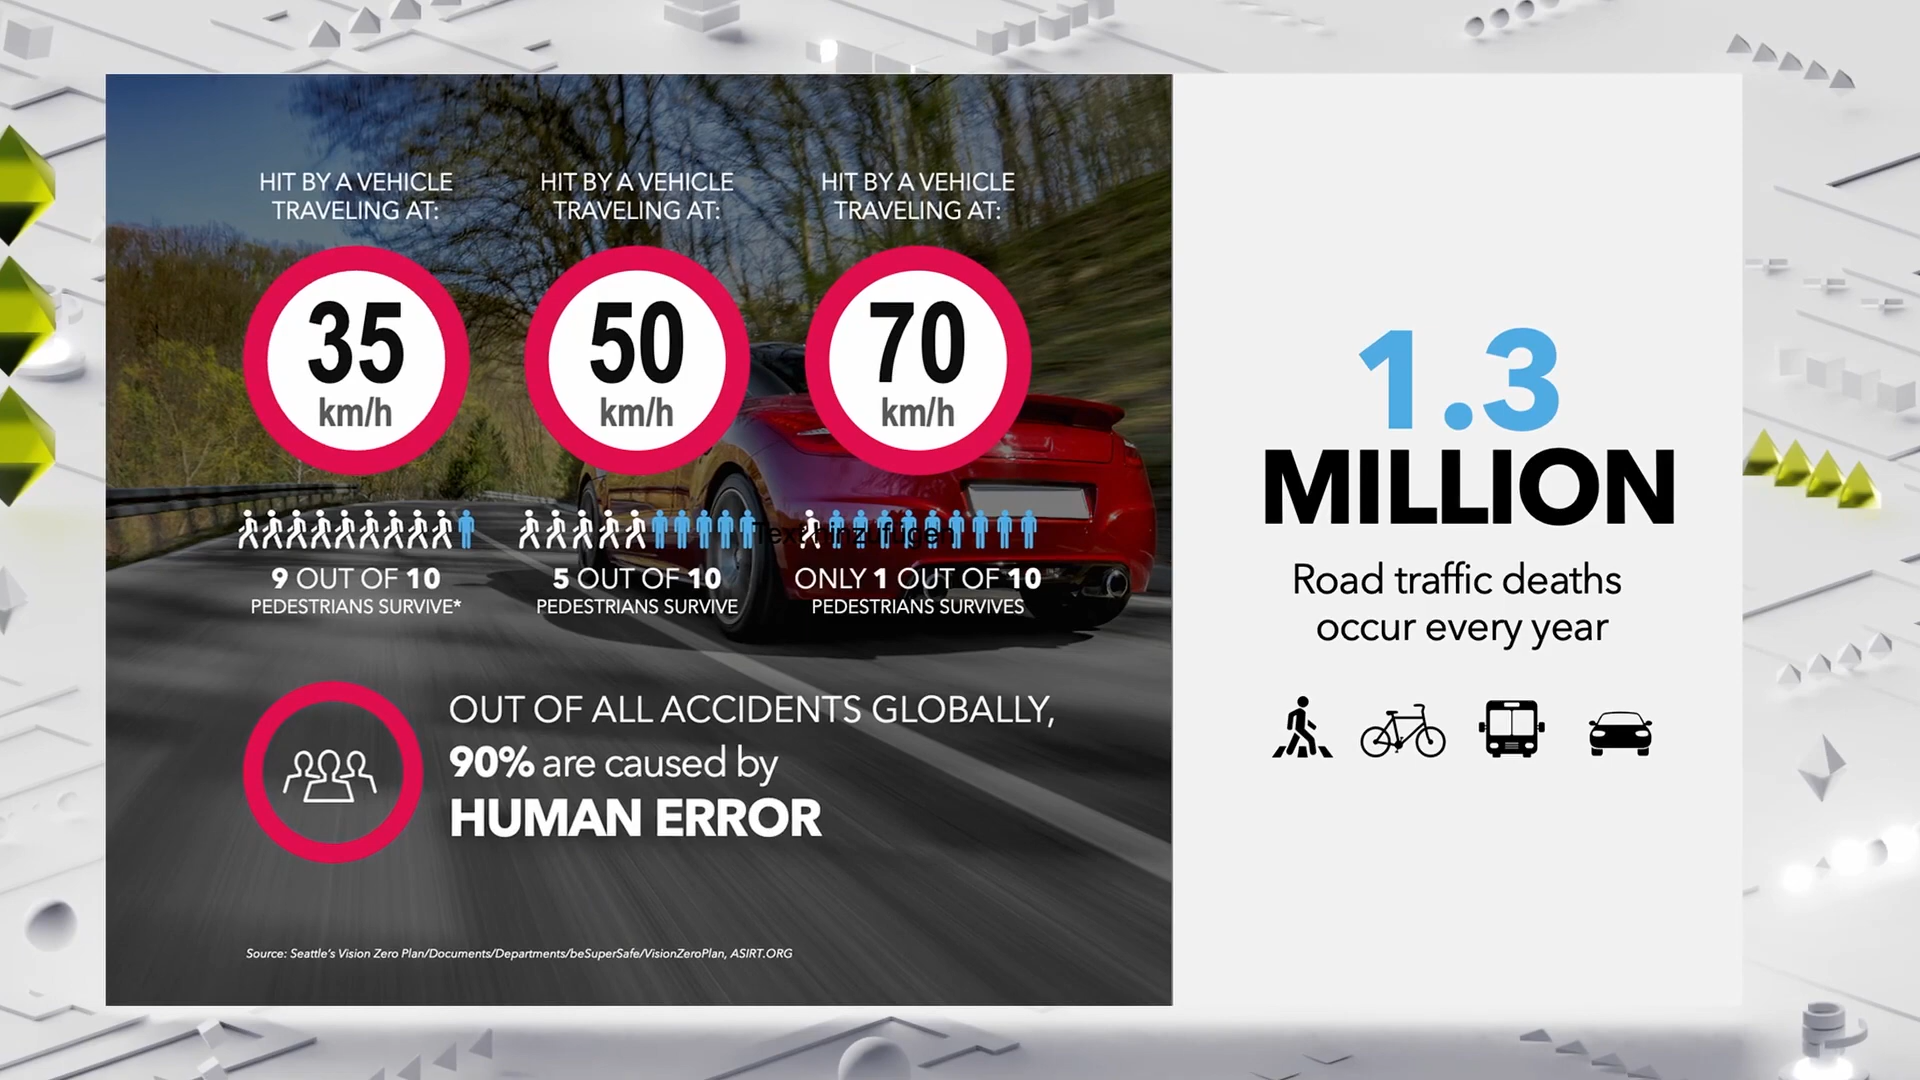 HIT BY A VEHICLE
TRAVELING AT:
35
km/h
9 OUT OF 10
PEDESTRIANS SURVIVE*
HIT BY A VEHICLE
TRAVELING AT:
50
km/h
5 OUT OF 10
PEDESTRIANS SURVIVE
HIT BY A VEHICLE
TRAVELING AT:
70
km/h
Text hinzufügen
ONLY 1 OUT OF 10
PEDESTRIANS SURVIVES
OUT OF ALL ACCIDENTS GLOBALLY,
90% are caused by
HUMAN ERROR
Source: Seattle's Vision Zero Plan/Documents/Departments/beSuperSafe/VisionZeroPlan, ASIRT.ORG
1.3
MILLION
Road traffic deaths
occur every year